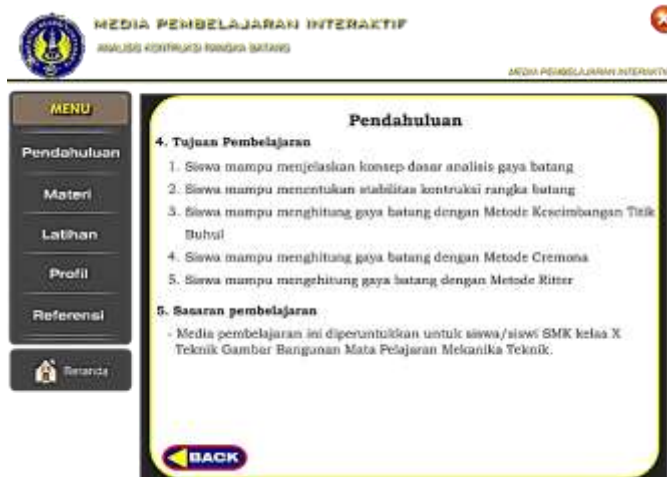 MEDIA PEMBELAJARAN INTERAKTIF
ANALISIS KONTRUKSI RANGKA BATANG
MEDIA PEMBELAJARAN INTERAKTIF
MENU
Pendahuluan
Materi
Latihan
Profil
Referensi
Beranda
Pendahuluan
4. Tujuan Pembelajaran
1. Siswa mampu menjelaskan konsep dasar analisis gaya batang
2. Siswa mampu menentukan stabilitas kontruksi rangka batang
3. Siswa mampu menghitung gaya batang dengan Metode Keseimbangan Titik
Buhul
4. Siswa mampu menghitung gaya batang dengan Metode Cremona
5. Siswa mampu mengehitung gaya batang dengan Metode Ritter
5. Sasaran pembelajaran
- Media pembelajaran ini diperuntukkan untuk siswa/siswi SMK kelas X
Teknik Gambar Bangunan Mata Pelajaran Mekanika Teknik.
BACK